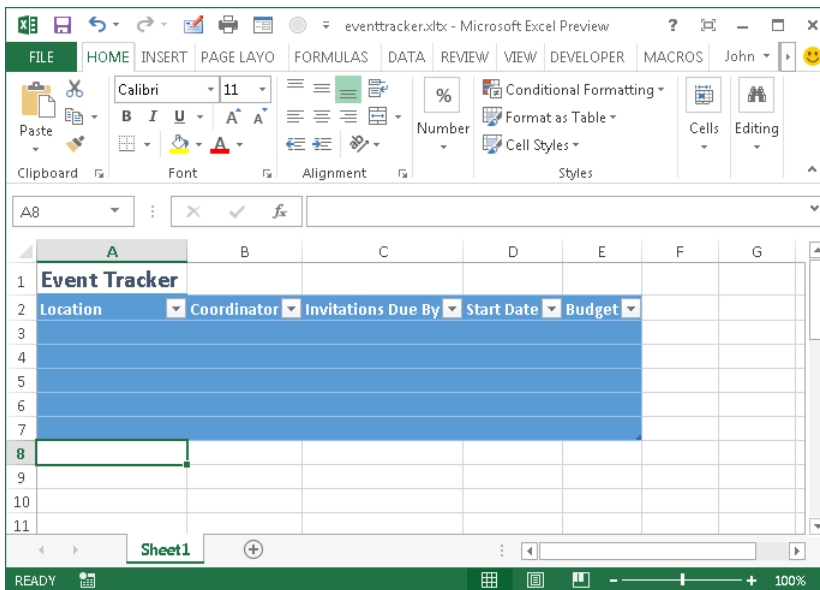 eventtracker.xltx - Microsoft Excel Preview ?
FILE HOME INSERT PAGE LAYO FORMULAS DATA REVIEW VIEW DEVELOPER MACROS John
Calibri 11 % Conditional Formatting
Paste B I U A A Number Format as Table Cells Editing
A Cell Styles
Clipboard Font Alignment Styles
A8 fx
A B C D E F G
1 Event Tracker
2 Location Coordinator Invitations Due By Start Date Budget
3
4
5
6
7
8
9
10
11
Sheet1
READY 100%